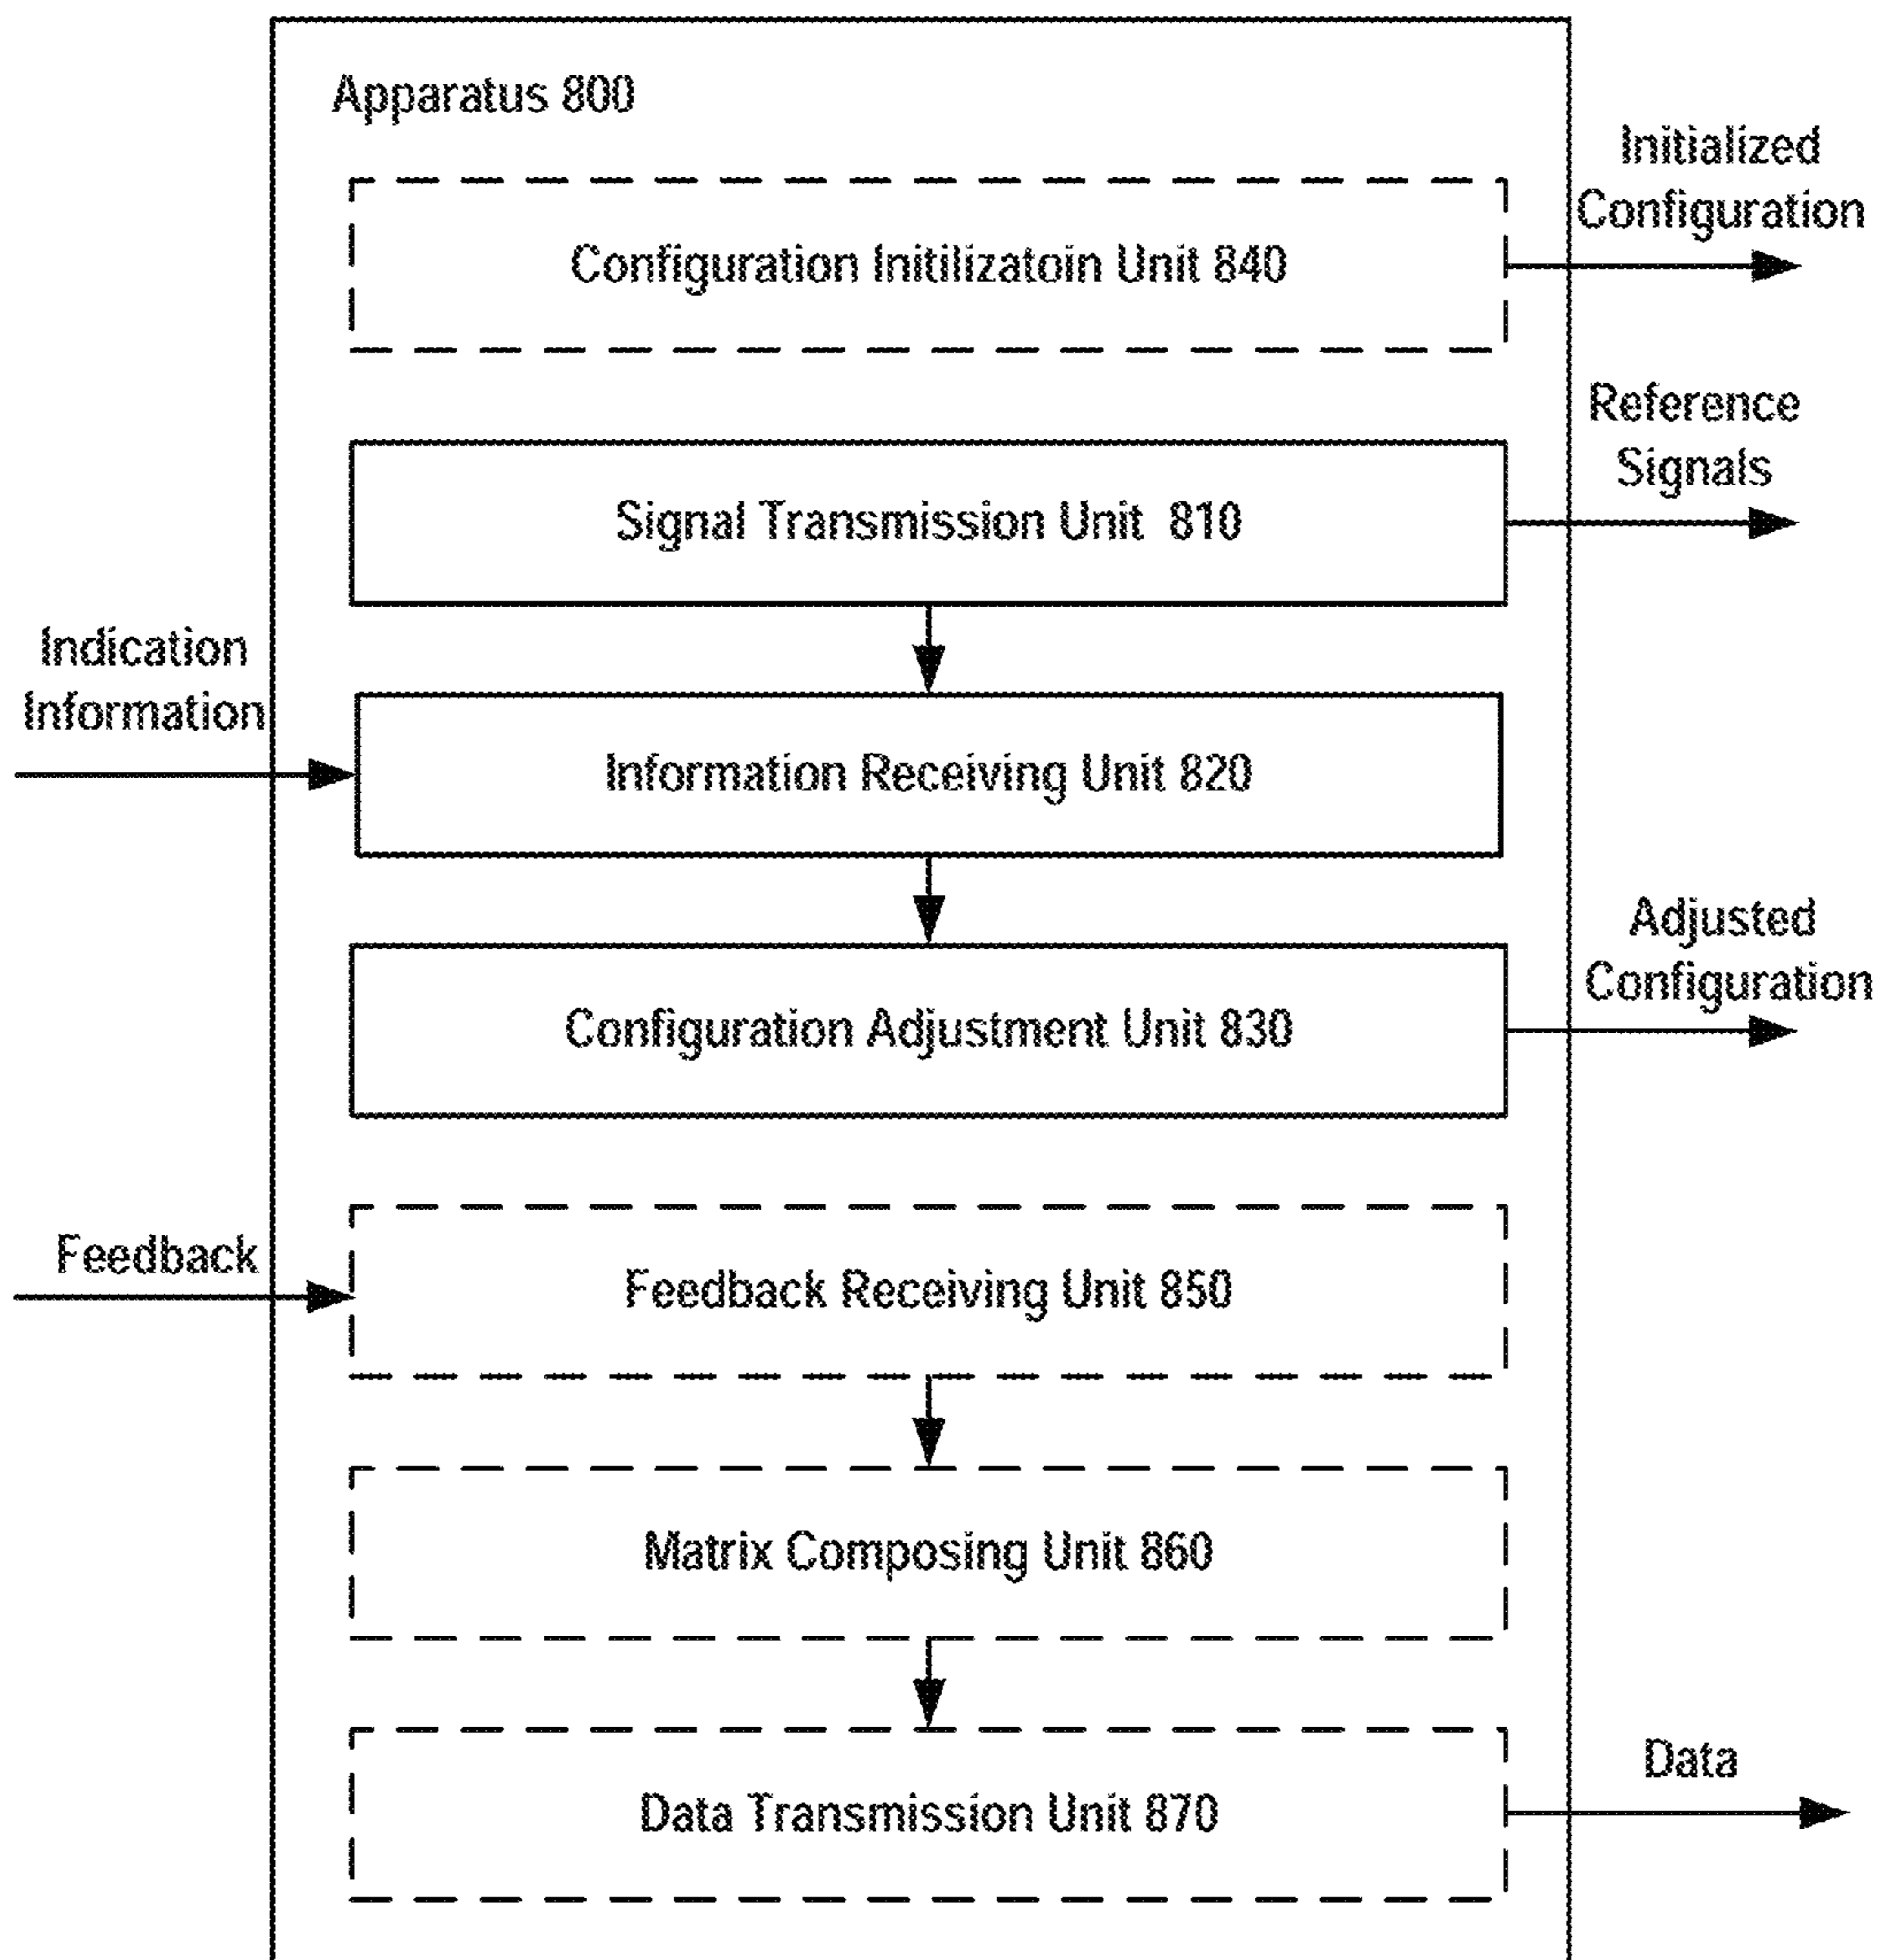 Apparatus 800
Initialized
Configuration
Configuration Initilizatoin Unit 840
Reference
Signals
Signal Transmission Unit 810
Indication
Information
Information Receiving Unit 820
Adjusted
Configuration
Configuration Adjustment Unit 830
Feedback
Feedback Receiving Unit 850
Matrix Composing Unit 860
Data
Data Transmission Unit 870